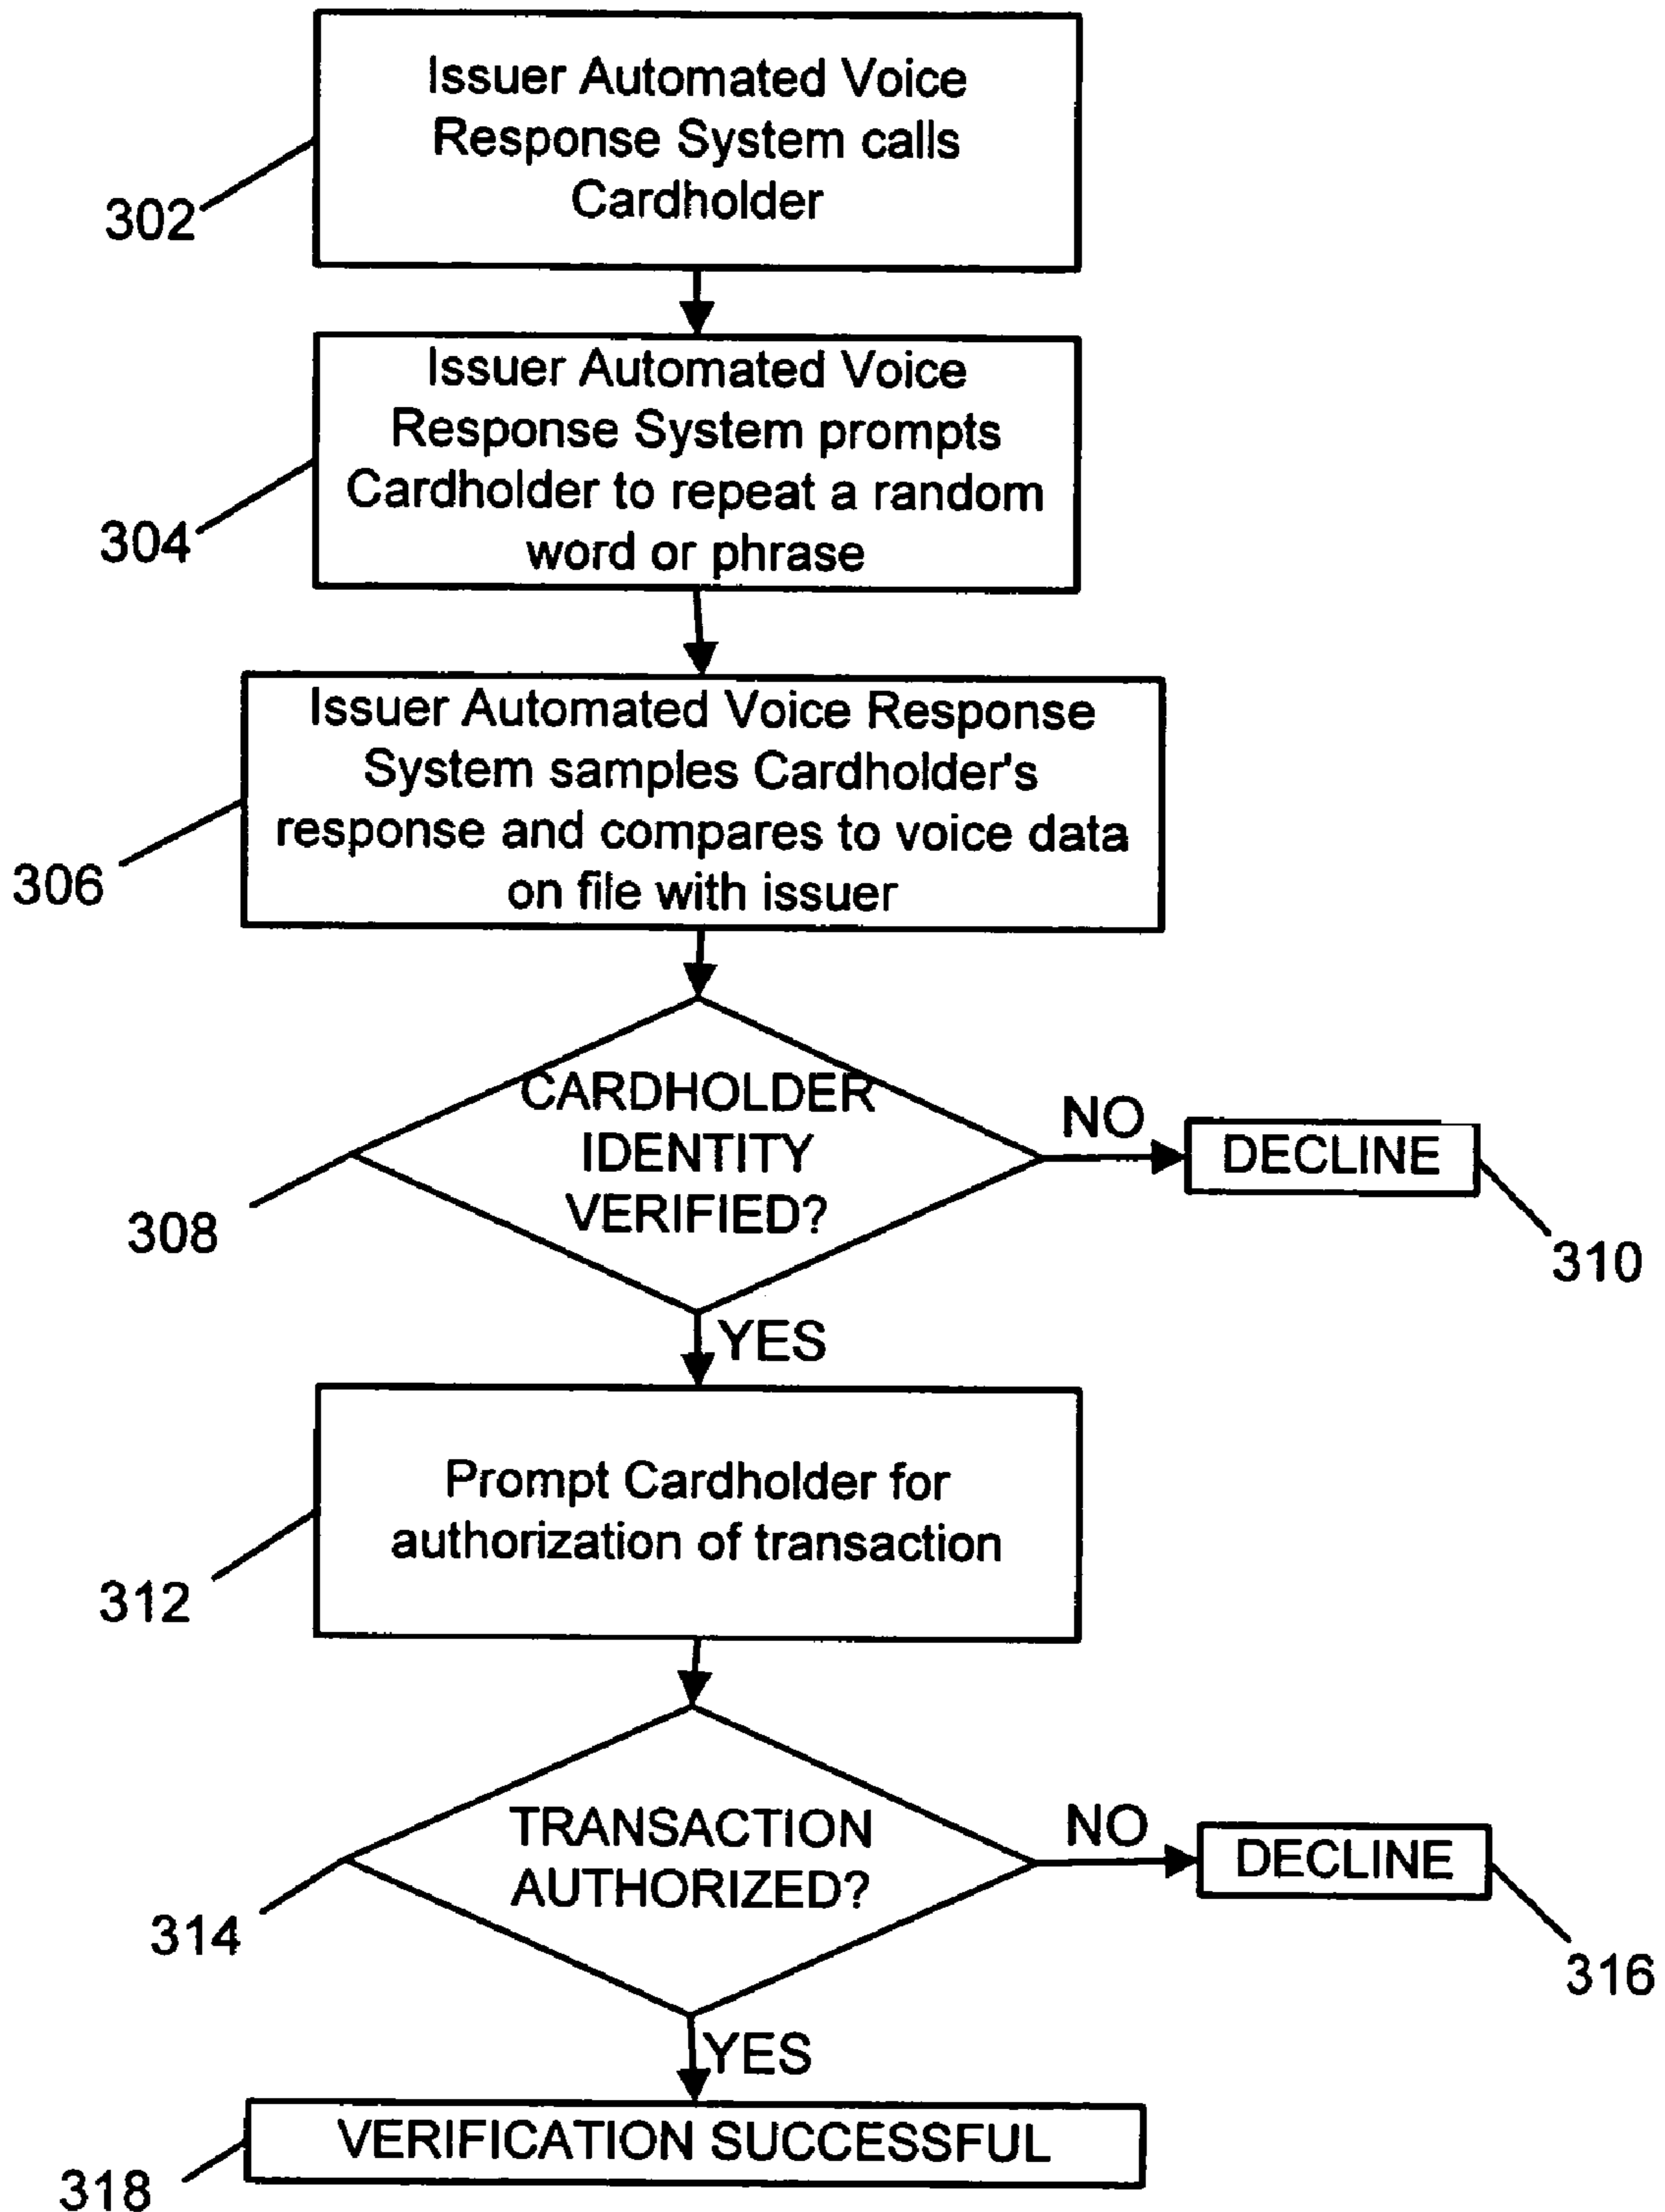 Issuer Automated Voice
Response System calls
Cardholder
302
Issuer Automated Voice
Response System prompts
Cardholder to repeat a random
word or phrase
304
Issuer Automated Voice Response
System samples Cardholder's
response and compares to voice data
on file with issuer
306
CARDHOLDER
IDENTITY
VERIFIED?
308
NO
DECLINE
310
YES
Prompt Cardholder for
authorization of transaction
312
TRANSACTION
AUTHORIZED?
314
NO
DECLINE
316
YES
VERIFICATION SUCCESSFUL
318